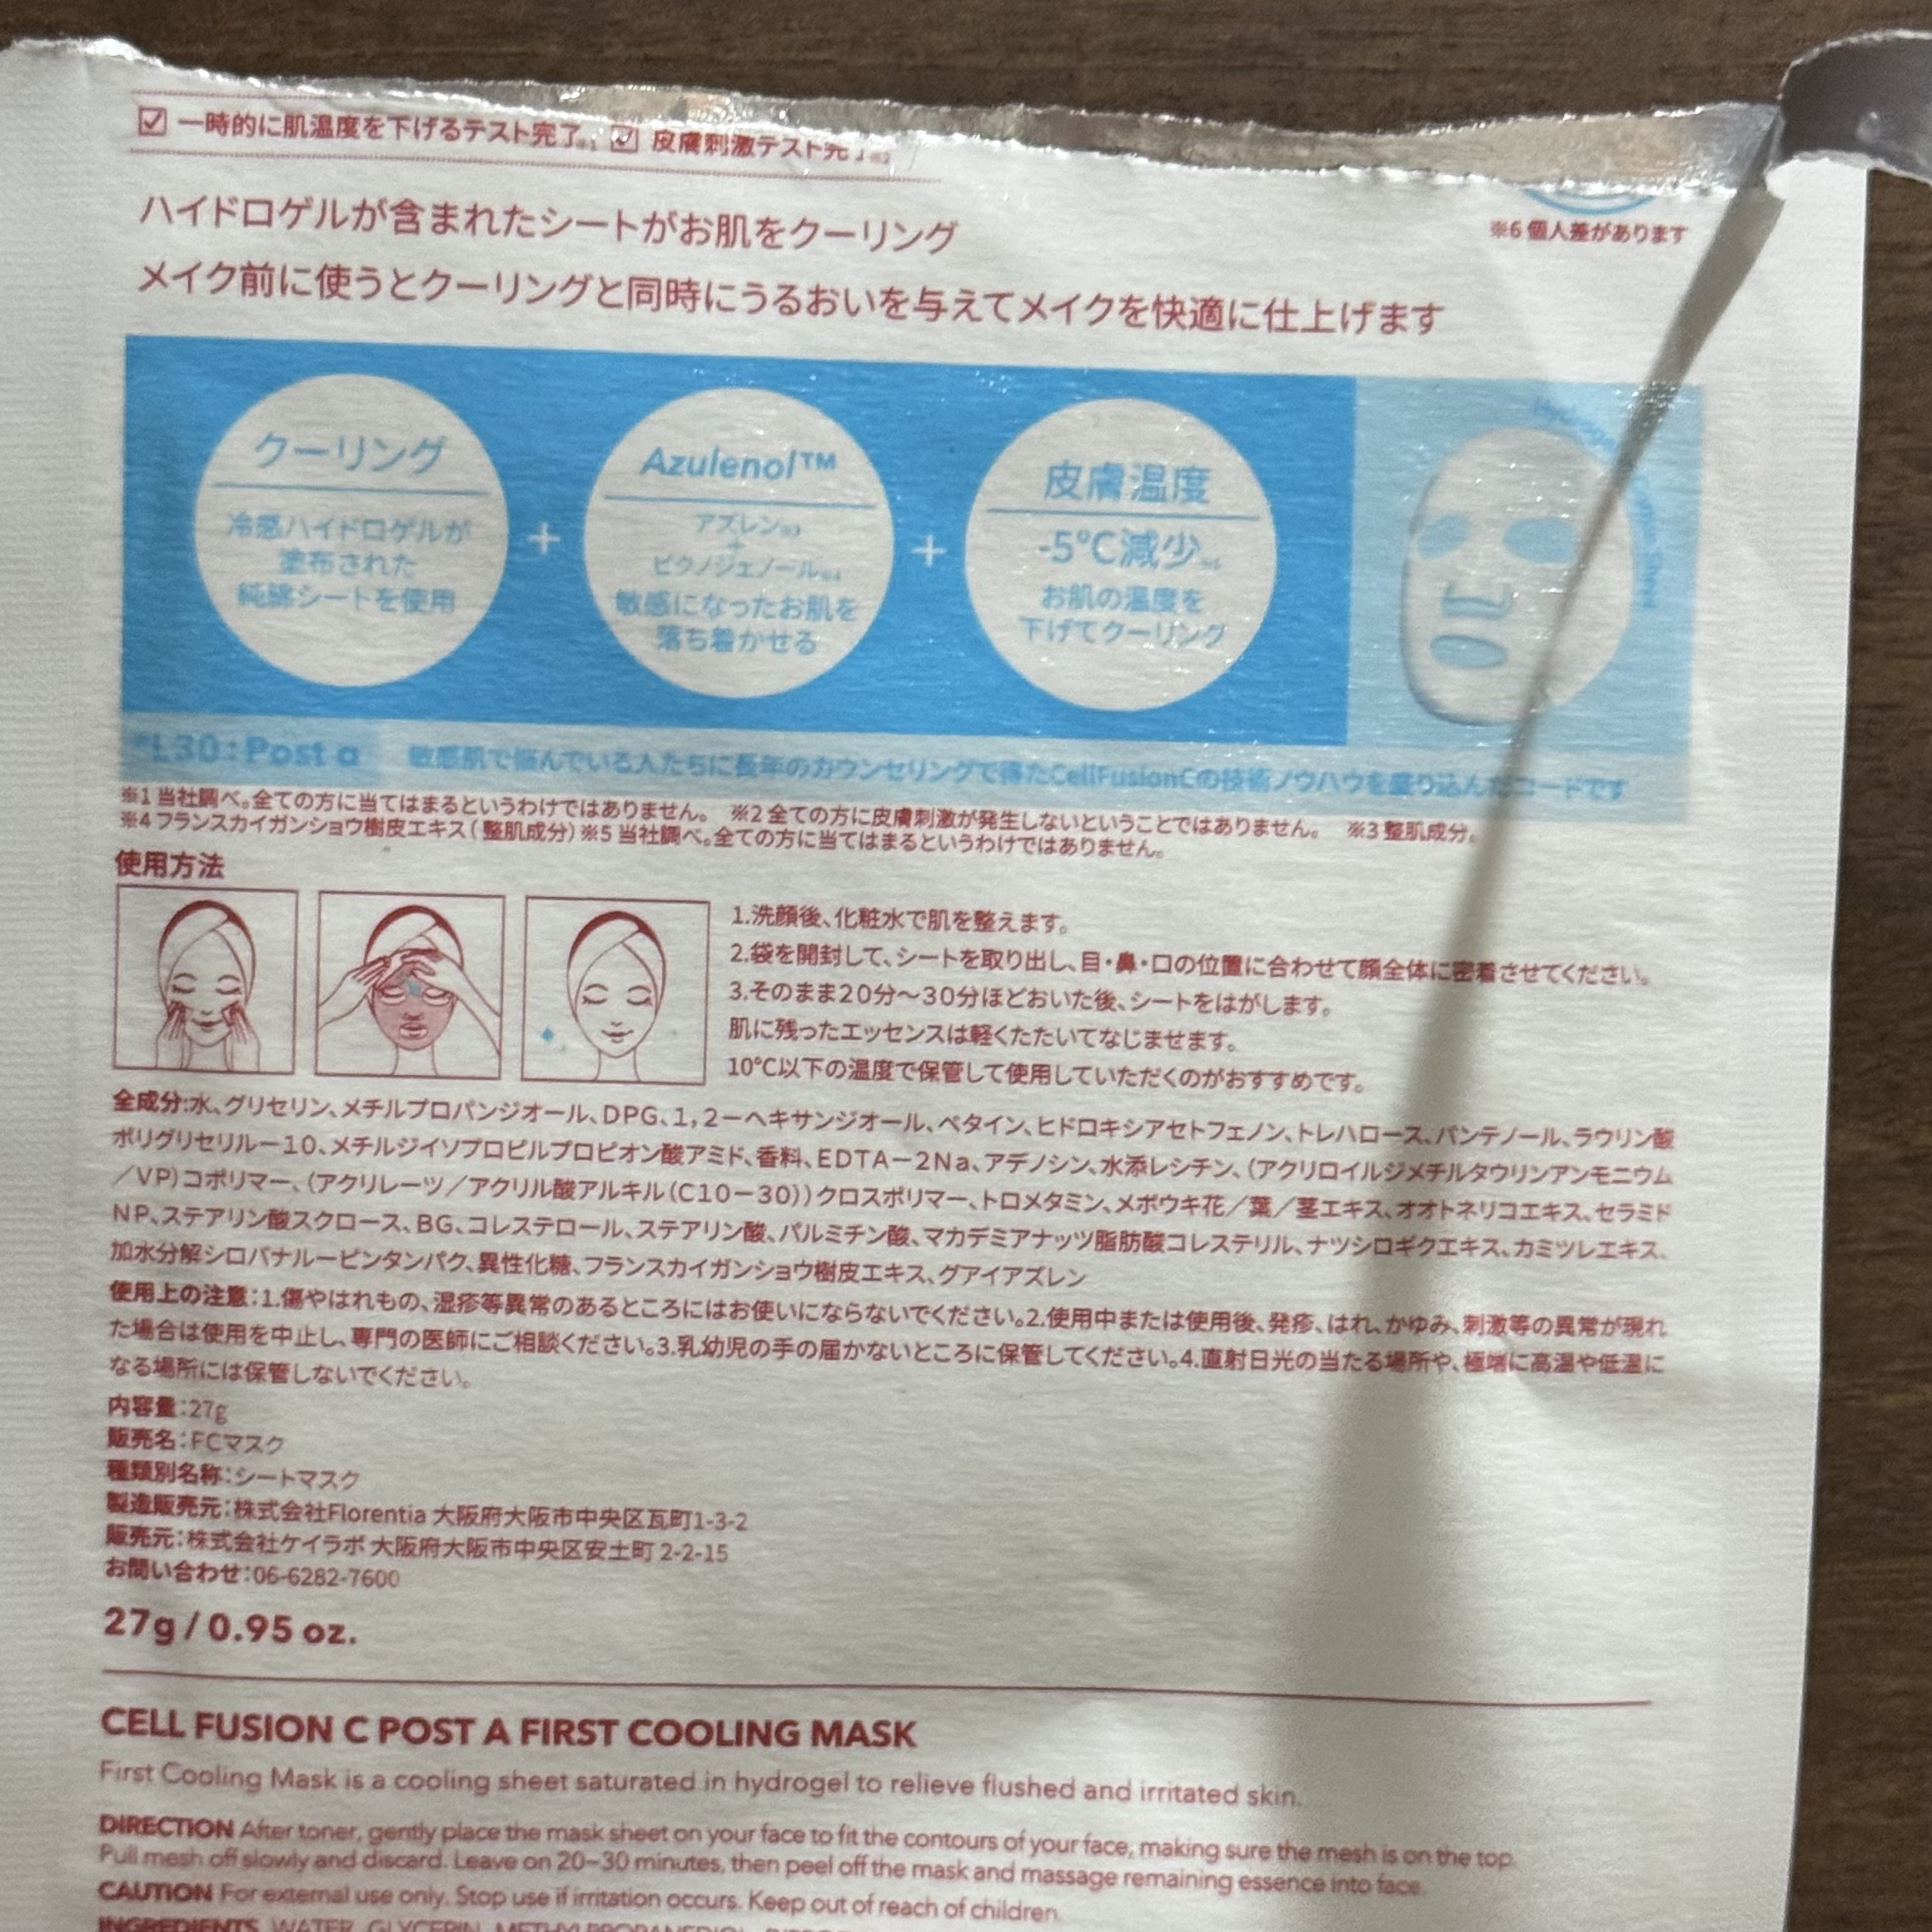 一時的に肌温度を下げるテスト完了※1 皮膚刺激テスト完了※2
ハイドロゲルが含まれたシートがお肌をクーリング
※6 個人差があります
メイク前に使うとクーリングと同時にうるおいを与えてメイクを快適に仕上げます
クーリング
冷感ハイドロゲルが
塗布された
純綿シートを使用
+
Azulenol™
アズレン※3
+
ピクノジェノール※4
敏感になったお肌を
落ち着かせる
+
皮膚温度
-5℃減少※5
お肌の温度を
下げてクーリング
*L30:Post α 敏感肌で悩んでいる人たちに長年のカウンセリングで得たCellFusionCの技術ノウハウを盛り込んだコードです
※1 当社調べ。全ての方に当てはまるというわけではありません。 ※2 全ての方に皮膚刺激が発生しないということではありません。 ※3 整肌成分。
※4 フランスカイガンショウ樹皮エキス(整肌成分)※5 当社調べ。全ての方に当てはまるというわけではありません。
使用方法
1.洗顔後、化粧水で肌を整えます。
2.袋を開封して、シートを取り出し、目・鼻・口の位置に合わせて顔全体に密着させてください。
3.そのまま20分〜30分ほどおいた後、シートをはがします。
肌に残ったエッセンスは軽くたたいてなじませます。
10℃以下の温度で保管して使用していただくのがおすすめです。
全成分:水、グリセリン、メチルプロパンジオール、DPG、1,2−ヘキサンジオール、ベタイン、ヒドロキシアセトフェノン、トレハロース、パンテノール、ラウリン酸
ポリグリセリル−10、メチルジイソプロピルプロピオン酸アミド、香料、EDTA−2Na、アデノシン、水添レシチン、(アクリロイルジメチルタウリンアンモニウム
/VP)コポリマー、(アクリレーツ/アクリル酸アルキル(C10−30))クロスポリマー、トロメタミン、メボウキ花/葉/茎エキス、オオトネリコエキス、セラミド
NP、ステアリン酸スクロース、BG、コレステロール、ステアリン酸、パルミチン酸、マカデミアナッツ脂肪酸コレステリル、ナツシロギクエキス、カミツレエキス、
加水分解シロバナルーピンタンパク、異性化糖、フランスカイガンショウ樹皮エキス、グアイアズレン
使用上の注意:1.傷やはれもの、湿疹等異常のあるところにはお使いにならないでください。2.使用中または使用後、発疹、はれ、かゆみ、刺激等の異常が現れ
た場合は使用を中止し、専門の医師にご相談ください。3.乳幼児の手の届かないところに保管してください。4.直射日光の当たる場所や、極端に高温や低温に
なる場所には保管しないでください。
内容量:27g
販売名:FCマスク
種類別名称:シートマスク
製造販売元:株式会社Florentia 大阪府大阪市中央区瓦町1-3-2
販売元:株式会社ケイラボ 大阪府大阪市中央区安土町 2-2-15
お問い合わせ:06-6282-7600
27g / 0.95 oz.
CELL FUSION C POST A FIRST COOLING MASK
First Cooling Mask is a cooling sheet saturated in hydrogel to relieve flushed and irritated skin.
DIRECTION After toner, gently place the mask sheet on your face to fit the contours of your face, making sure the mesh is on the top.
Pull mesh off slowly and discard. Leave on 20–30 minutes, then peel off the mask and massage remaining essence into face.
CAUTION For external use only. Stop use if irritation occurs. Keep out of reach of children.
INGREDIENTS WATER, GLYCERIN, METHYLPROPANEDIOL,